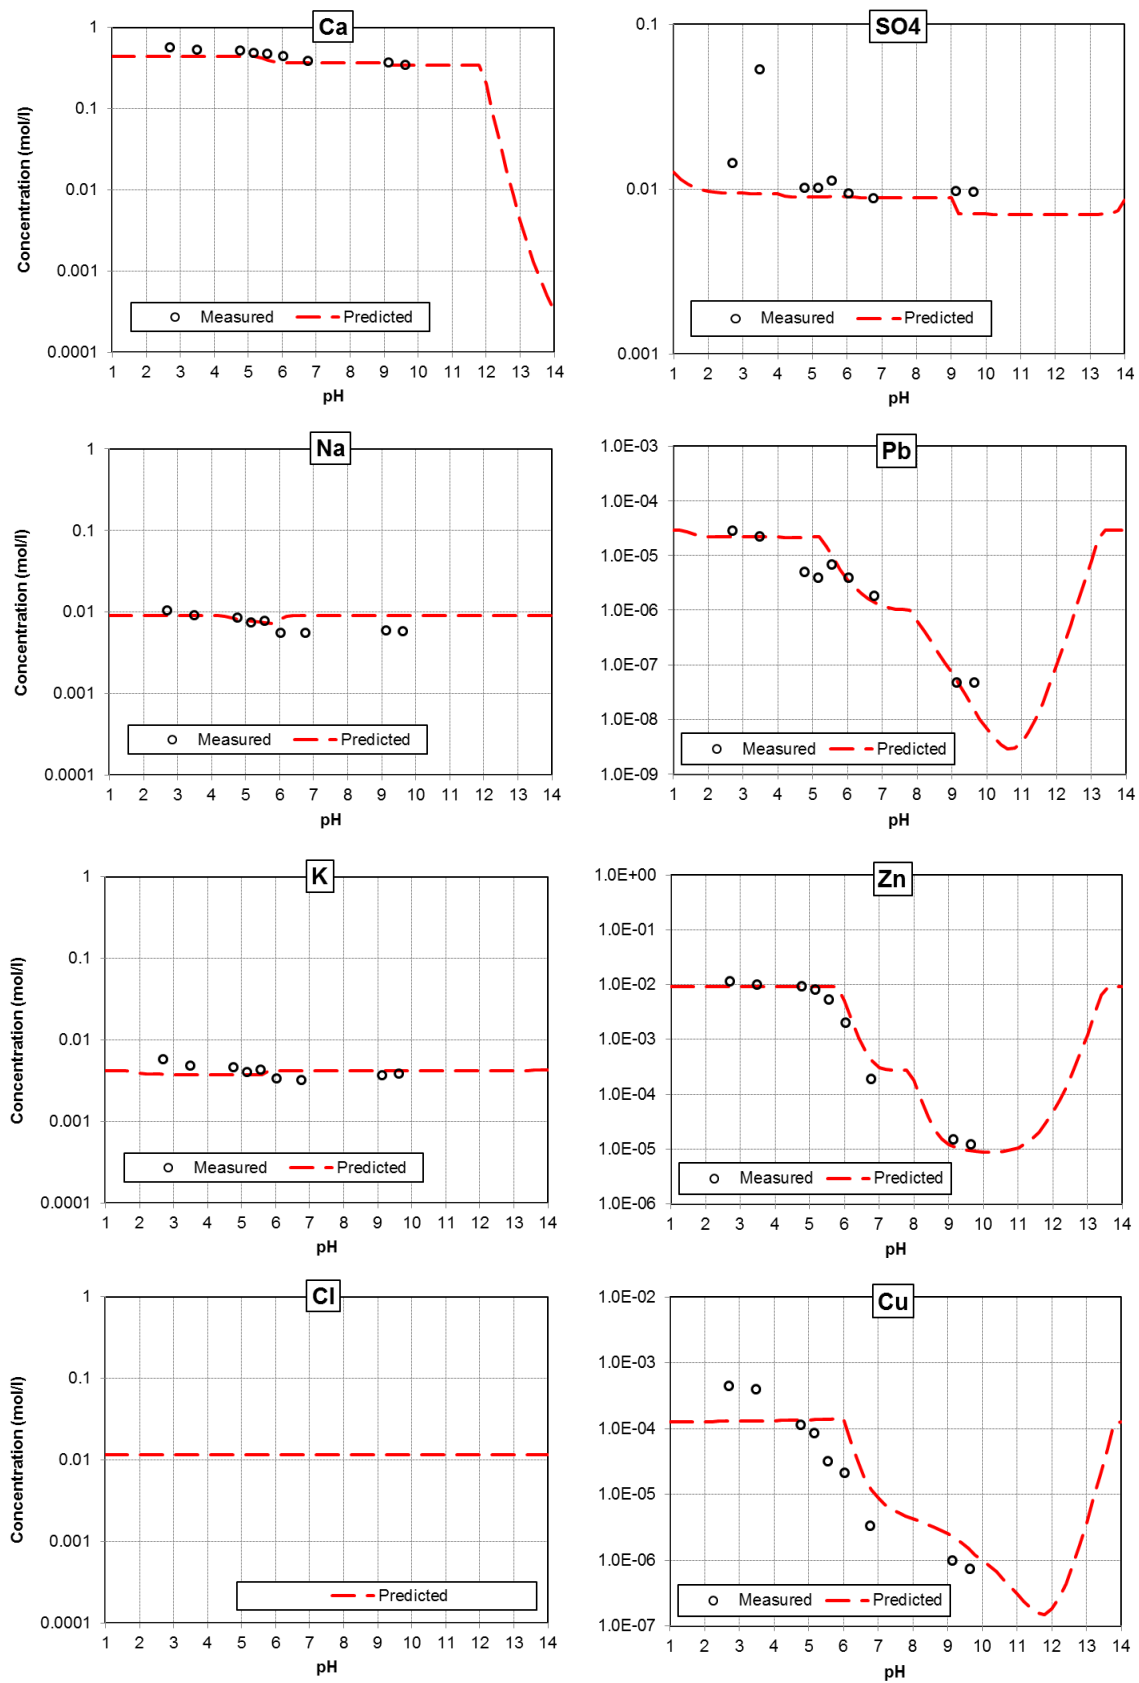 Ca
Concentration (mol/l)
1
0.1
0.01
0.001
0.0001
Measured Predicted
1 2 3 4 5 6 7 8 9 10 11 12 13 14
pH
SO4
0.1
0.01
0.001
Measured Predicted
1 2 3 4 5 6 7 8 9 10 11 12 13 14
pH
Na
Concentration (mol/l)
1
0.1
0.01
0.001
0.0001
Measured Predicted
1 2 3 4 5 6 7 8 9 10 11 12 13 14
pH
Pb
1.0E-03
1.0E-04
1.0E-05
1.0E-06
1.0E-07
1.0E-08
1.0E-09
Measured Predicted
1 2 3 4 5 6 7 8 9 10 11 12 13 14
pH
K
Concentration (mol/l)
1
0.1
0.01
0.001
0.0001
Measured Predicted
1 2 3 4 5 6 7 8 9 10 11 12 13 14
pH
Zn
1.0E+00
1.0E-01
1.0E-02
1.0E-03
1.0E-04
1.0E-05
1.0E-06
Measured Predicted
1 2 3 4 5 6 7 8 9 10 11 12 13 14
pH
Cl
Concentration (mol/l)
1
0.1
0.01
0.001
0.0001
Predicted
1 2 3 4 5 6 7 8 9 10 11 12 13 14
pH
Cu
1.0E-02
1.0E-03
1.0E-04
1.0E-05
1.0E-06
1.0E-07
Measured Predicted
1 2 3 4 5 6 7 8 9 10 11 12 13 14
pH